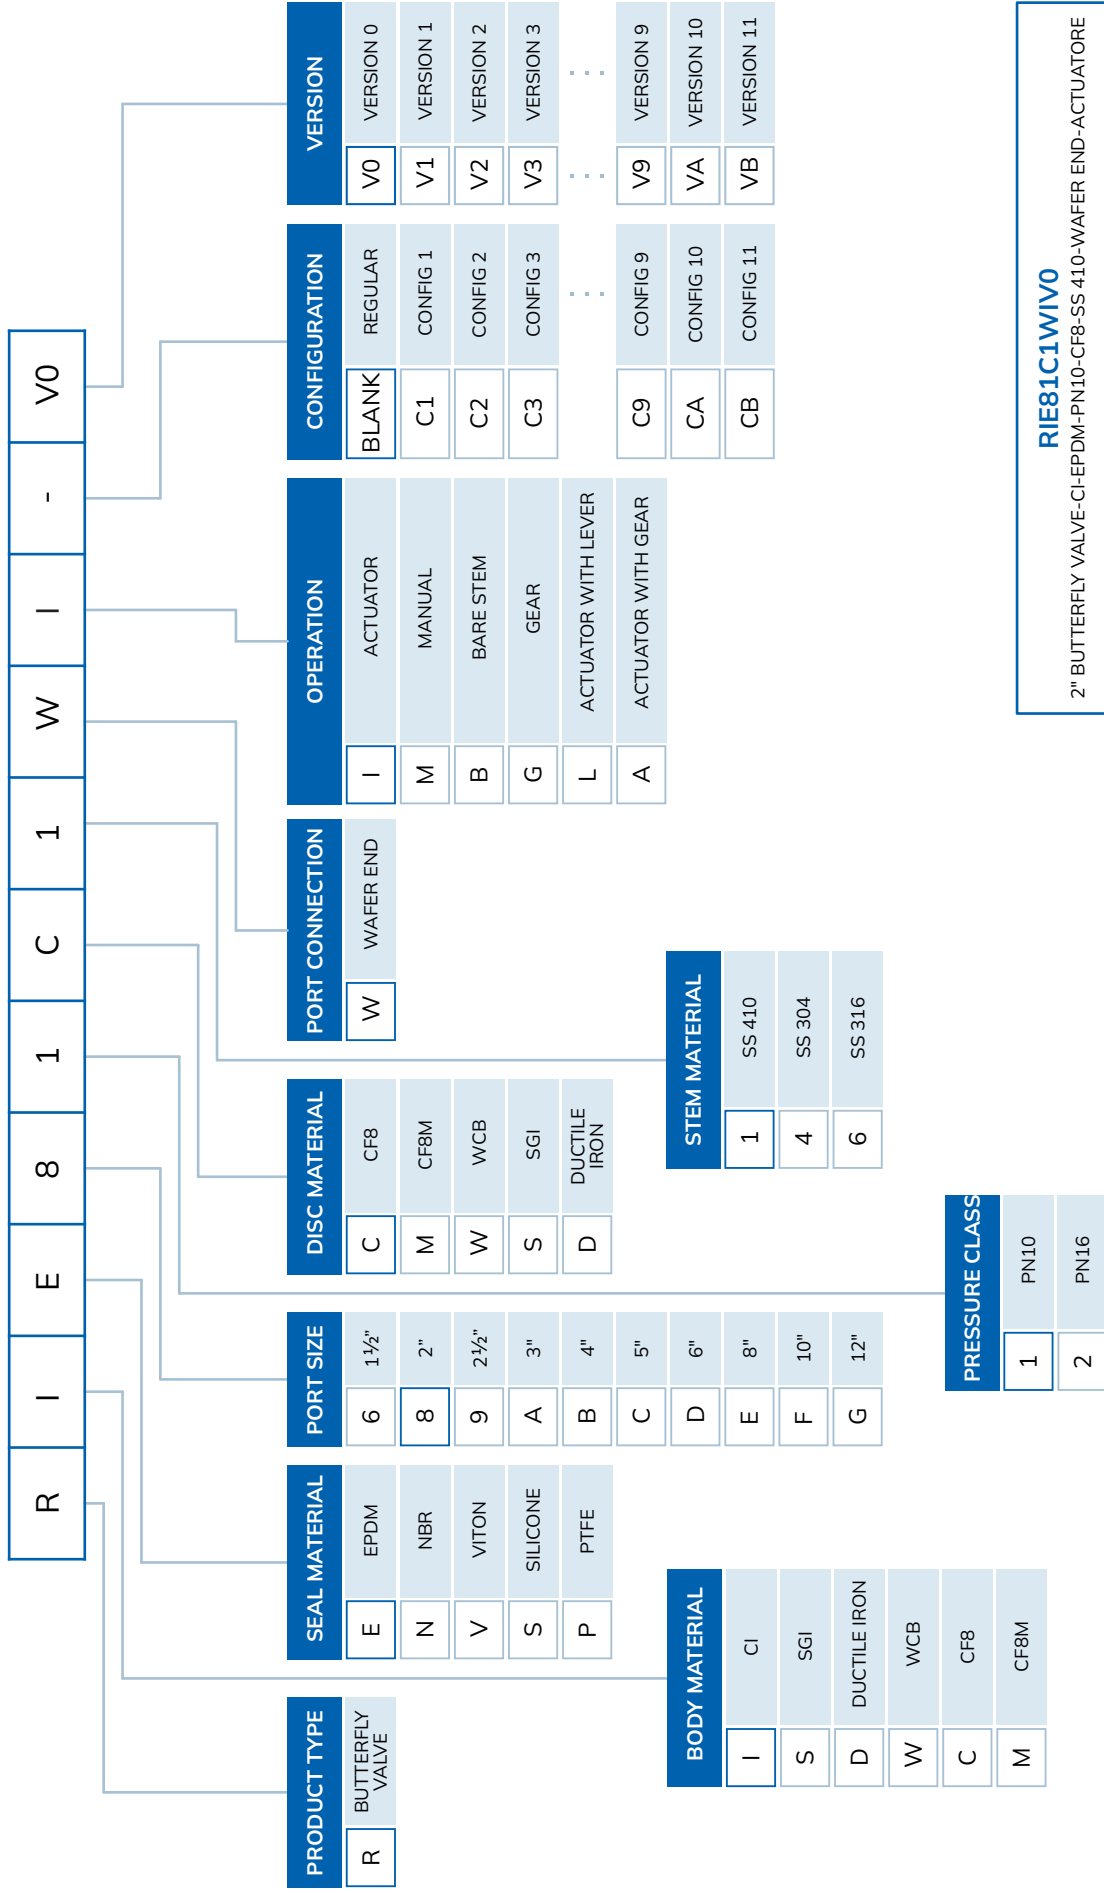 R I E 8 1 C 1 W I - V0
PRODUCT TYPE
R BUTTERFLY
VALVE
SEAL MATERIAL
E EPDM
N NBR
V VITON
S SILICONE
P PTFE
PORT SIZE
6 1½"
8 2"
9 2½"
A 3"
B 4"
C 5"
D 6"
E 8"
F 10"
G 12"
DISC MATERIAL
C CF8
M CF8M
W WCB
S SGI
D DUCTILE
IRON
PORT CONNECTION
W WAFER END
OPERATION
I ACTUATOR
M MANUAL
B BARE STEM
G GEAR
L ACTUATOR WITH LEVER
A ACTUATOR WITH GEAR
CONFIGURATION
BLANK REGULAR
C1 CONFIG 1
C2 CONFIG 2
C3 CONFIG 3
... ...
C9 CONFIG 9
CA CONFIG 10
CB CONFIG 11
VERSION
V0 VERSION 0
V1 VERSION 1
V2 VERSION 2
V3 VERSION 3
... ...
V9 VERSION 9
VA VERSION 10
VB VERSION 11
BODY MATERIAL
I CI
S SGI
D DUCTILE IRON
W WCB
C CF8
M CF8M
STEM MATERIAL
1 SS 410
4 SS 304
6 SS 316
PRESSURE CLASS
1 PN10
2 PN16
RIE81C1WIV0
2" BUTTERFLY VALVE-CI-EPDM-PN10-CF8-SS 410-WAFER END-ACTUATORE